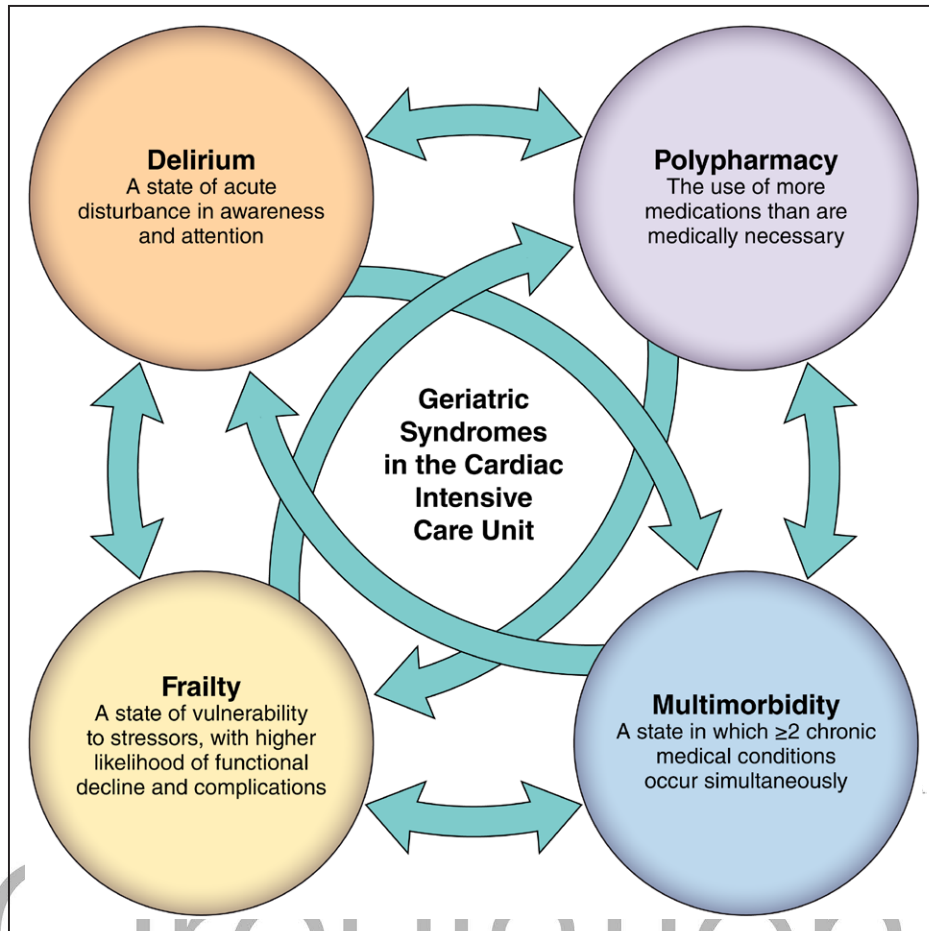 Delirium
A state of acute
disturbance in awareness
and attention
Polypharmacy
The use of more
medications than are
medically necessary
Geriatric
Syndromes
in the Cardiac
Intensive
Care Unit
Frailty
A state of vulnerability
to stressors, with higher
likelihood of functional
decline and complications
Multimorbidity
A state in which ≥2 chronic
medical conditions
occur simultaneously